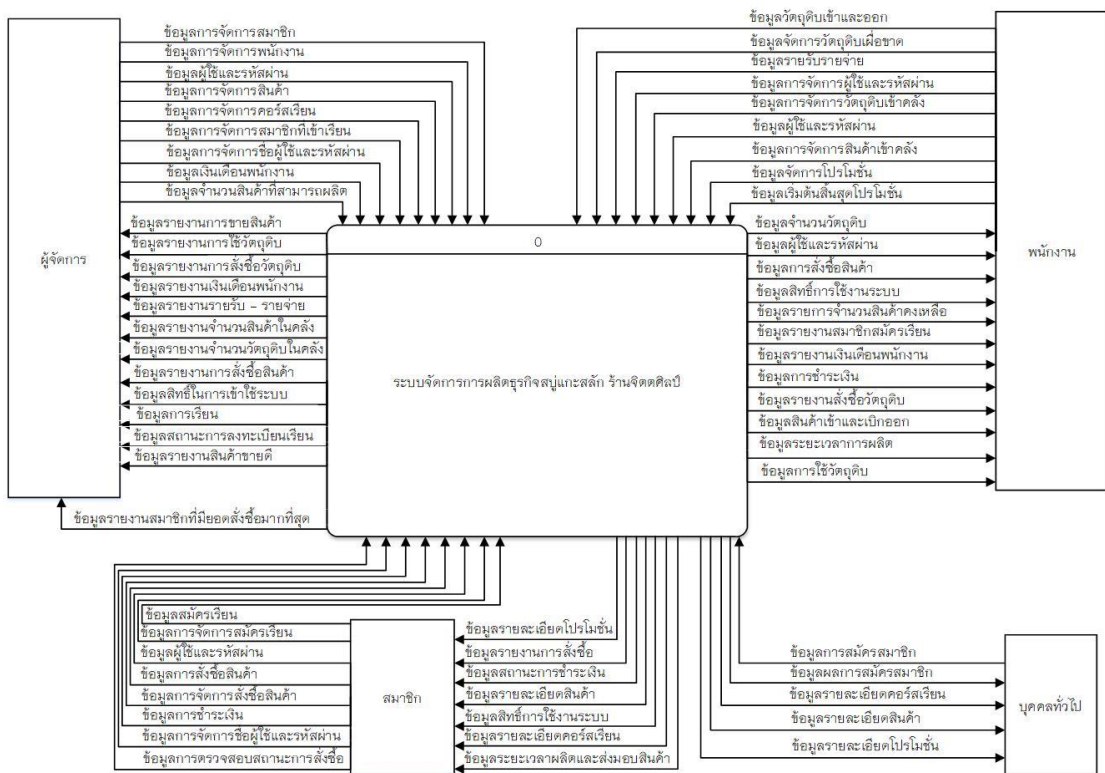 ข้อมูลการจัดการสมาชิก
ข้อมูลการจัดการพนักงาน
ข้อมูลผู้ใช้และรหัสผ่าน
ข้อมูลการจัดการสินค้า
ข้อมูลการจัดการคอร์สเรียน
ข้อมูลการจัดการสมาชิกที่เข้าเรียน
ข้อมูลการจัดการชื่อผู้ใช้และรหัสผ่าน
ข้อมูลเงินเดือนพนักงาน
ข้อมูลจำนวนสินค้าที่สามารถผลิต
ผู้จัดการ
ข้อมูลรายงานการขายสินค้า
ข้อมูลรายงานการใช้วัตถุดิบ
ข้อมูลรายงานการสั่งซื้อวัตถุดิบ
ข้อมูลรายงานเงินเดือนพนักงาน
ข้อมูลรายงานรายรับ – รายจ่าย
ข้อมูลรายงานจำนวนสินค้าในคลัง
ข้อมูลรายงานจำนวนวัตถุดิบในคลัง
ข้อมูลรายงานการสั่งซื้อสินค้า
ข้อมูลสิทธิ์ในการเข้าใช้ระบบ
ข้อมูลการเรียน
ข้อมูลสถานะการลงทะเบียนเรียน
ข้อมูลรายงานสินค้าขายดี
ข้อมูลรายงานสมาชิกที่มียอดสั่งซื้อมากที่สุด
0
ระบบจัดการการผลิตธุรกิจสบู่แกะสลัก ร้านจิตตศิลป์
ข้อมูลวัตถุดิบเข้าและออก
ข้อมูลจัดการวัตถุดิบเผื่อขาด
ข้อมูลรายรับรายจ่าย
ข้อมูลการจัดการผู้ใช้และรหัสผ่าน
ข้อมูลการจัดการวัตถุดิบเข้าคลัง
ข้อมูลผู้ใช้และรหัสผ่าน
ข้อมูลการจัดการสินค้าเข้าคลัง
ข้อมูลจัดการโปรโมชั่น
ข้อมูลเริ่มต้นสิ้นสุดโปรโมชั่น
พนักงาน
ข้อมูลจำนวนวัตถุดิบ
ข้อมูลผู้ใช้และรหัสผ่าน
ข้อมูลการสั่งซื้อสินค้า
ข้อมูลสิทธิ์การใช้งานระบบ
ข้อมูลรายการจำนวนสินค้าคงเหลือ
ข้อมูลรายงานสมาชิกสมัครเรียน
ข้อมูลรายงานเงินเดือนพนักงาน
ข้อมูลการชำระเงิน
ข้อมูลรายงานสั่งซื้อวัตถุดิบ
ข้อมูลสินค้าเข้าและเบิกออก
ข้อมูลระยะเวลาการผลิต
ข้อมูลการใช้วัตถุดิบ
ข้อมูลสมัครเรียน
ข้อมูลการจัดการสมัครเรียน
ข้อมูลผู้ใช้และรหัสผ่าน
ข้อมูลการสั่งซื้อสินค้า
ข้อมูลการจัดการสั่งซื้อสินค้า
ข้อมูลการชำระเงิน
ข้อมูลการจัดการชื่อผู้ใช้และรหัสผ่าน
ข้อมูลการตรวจสอบสถานะการสั่งซื้อ
สมาชิก
ข้อมูลรายละเอียดโปรโมชั่น
ข้อมูลรายงานการสั่งซื้อ
ข้อมูลสถานะการชำระเงิน
ข้อมูลรายละเอียดสินค้า
ข้อมูลสิทธิ์การใช้งานระบบ
ข้อมูลรายละเอียดคอร์สเรียน
ข้อมูลระยะเวลาผลิตและส่งมอบสินค้า
ข้อมูลการสมัครสมาชิก
ข้อมูลผลการสมัครสมาชิก
ข้อมูลรายละเอียดคอร์สเรียน
ข้อมูลรายละเอียดสินค้า
ข้อมูลรายละเอียดโปรโมชั่น
บุคคลทั่วไป